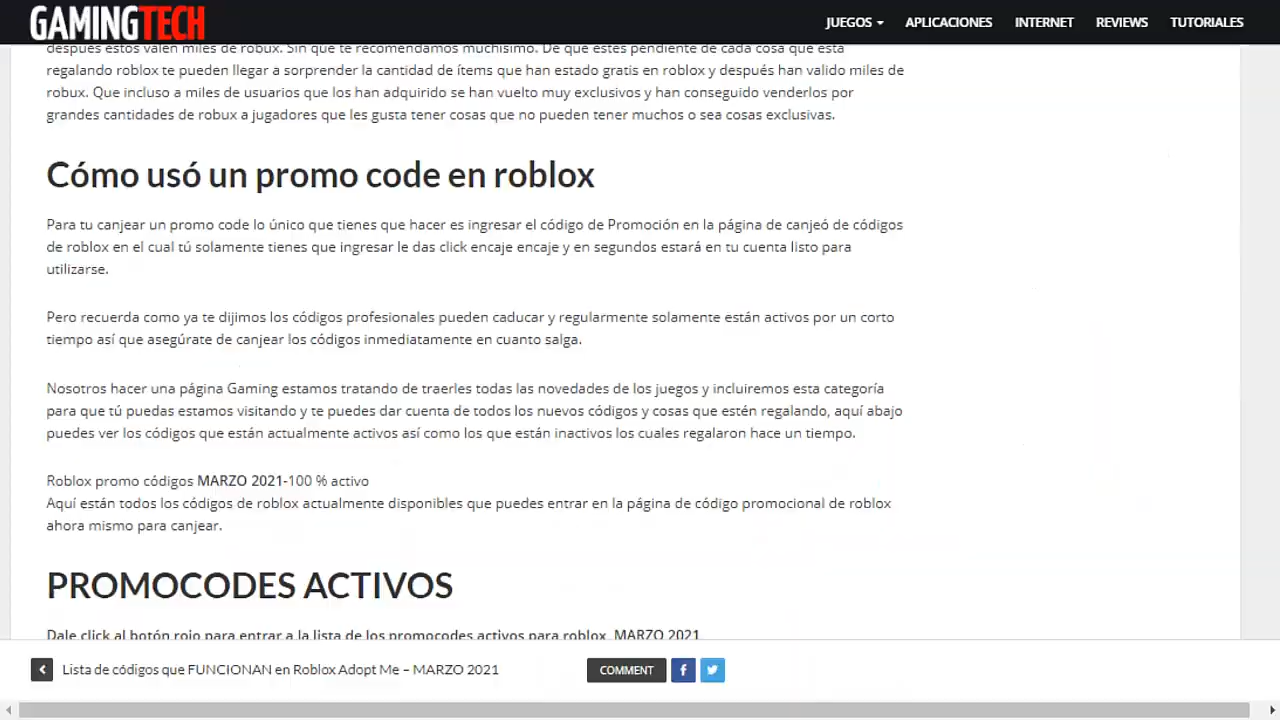 GAMINGTECH
JUEGOS APLICACIONES INTERNET REVIEWS TUTORIALES
después estos valen miles de robux. Sin que te recomendamos muchísimo. De que estés pendiente de cada cosa que está
regalando roblox te pueden llegar a sorprender la cantidad de ítems que han estado gratis en roblox y después han valido miles de
robux. Que incluso a miles de usuarios que los han adquirido se han vuelto muy exclusivos y han conseguido venderlos por
grandes cantidades de robux a jugadores que les gusta tener cosas que no pueden tener muchos o sea cosas exclusivas.
Cómo usó un promo code en roblox
Para tu canjear un promo code lo único que tienes que hacer es ingresar el código de Promoción en la página de canjeó de códigos
de roblox en el cual tú solamente tienes que ingresar le das click encaje encaje y en segundos estará en tu cuenta listo para
utilizarse.
Pero recuerda como ya te dijimos los códigos profesionales pueden caducar y regularmente solamente están activos por un corto
tiempo así que asegúrate de canjear los códigos inmediatamente en cuanto salga.
Nosotros hacer una página Gaming estamos tratando de traerles todas las novedades de los juegos y incluiremos esta categoría
para que tú puedas estamos visitando y te puedes dar cuenta de todos los nuevos códigos y cosas que estén regalando, aquí abajo
puedes ver los códigos que están actualmente activos así como los que están inactivos los cuales regalaron hace un tiempo.
Roblox promo códigos MARZO 2021-100 % activo
Aquí están todos los códigos de roblox actualmente disponibles que puedes entrar en la página de código promocional de roblox
ahora mismo para canjear.
PROMOCODES ACTIVOS
Dale click al botón rojo para entrar a la lista de los promocodes activos para roblox, MARZO 2021
Lista de códigos que FUNCIONAN en Roblox Adopt Me – MARZO 2021
COMMENT